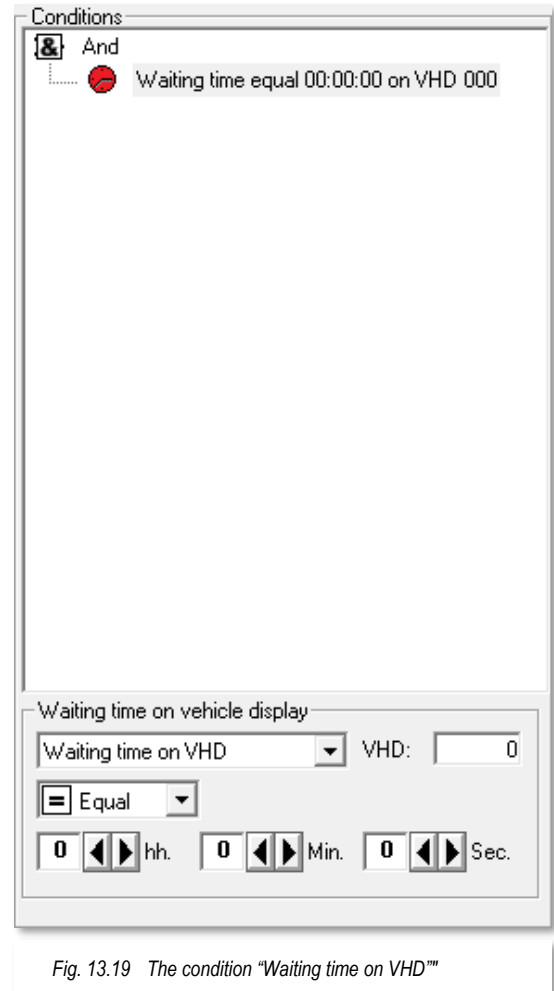 Conditions
& And
Waiting time equal 00:00:00 on VHD 000
Waiting time on vehicle display
Waiting time on VHD VHD: 0
= Equal
0 hh. 0 Min. 0 Sec.
Fig. 13.19 The condition “Waiting time on VHD””